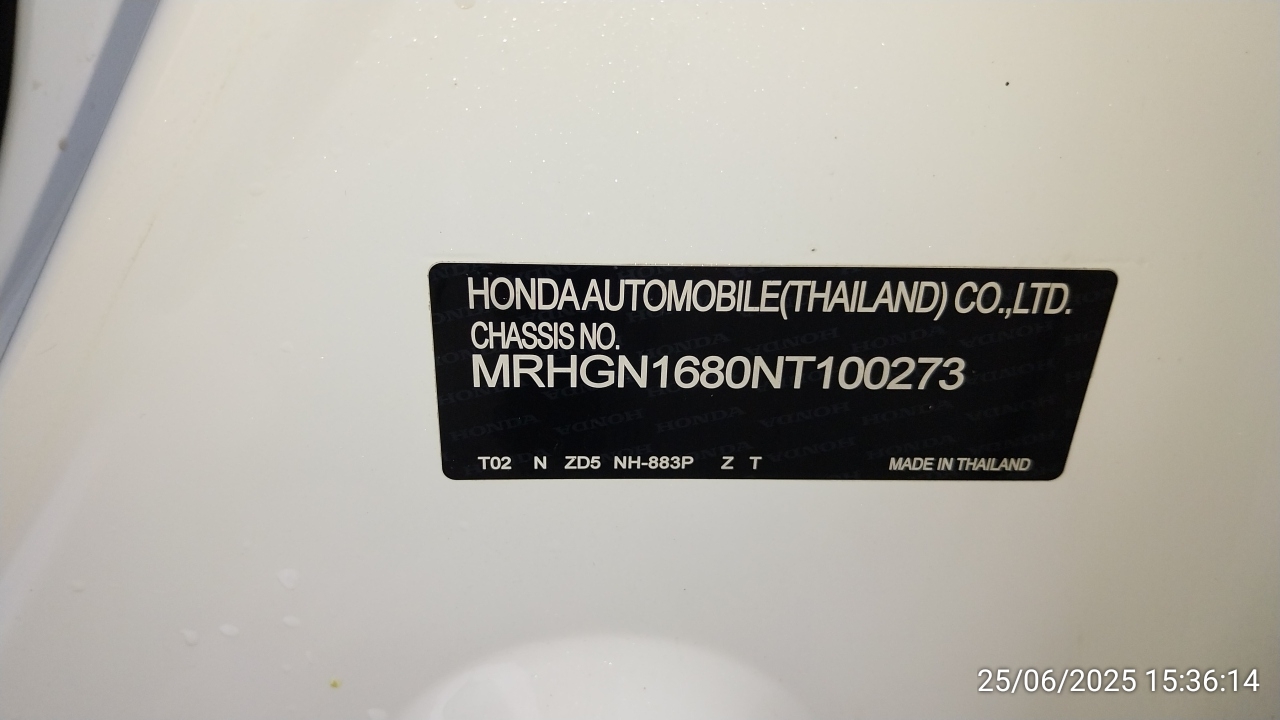 HONDA AUTOMOBILE(THAILAND) CO.,LTD.
CHASSIS NO.
MRHGN1680NT100273
T02 N ZD5 NH-883P Z T MADE IN THAILAND
25/06/2025 15:36:14